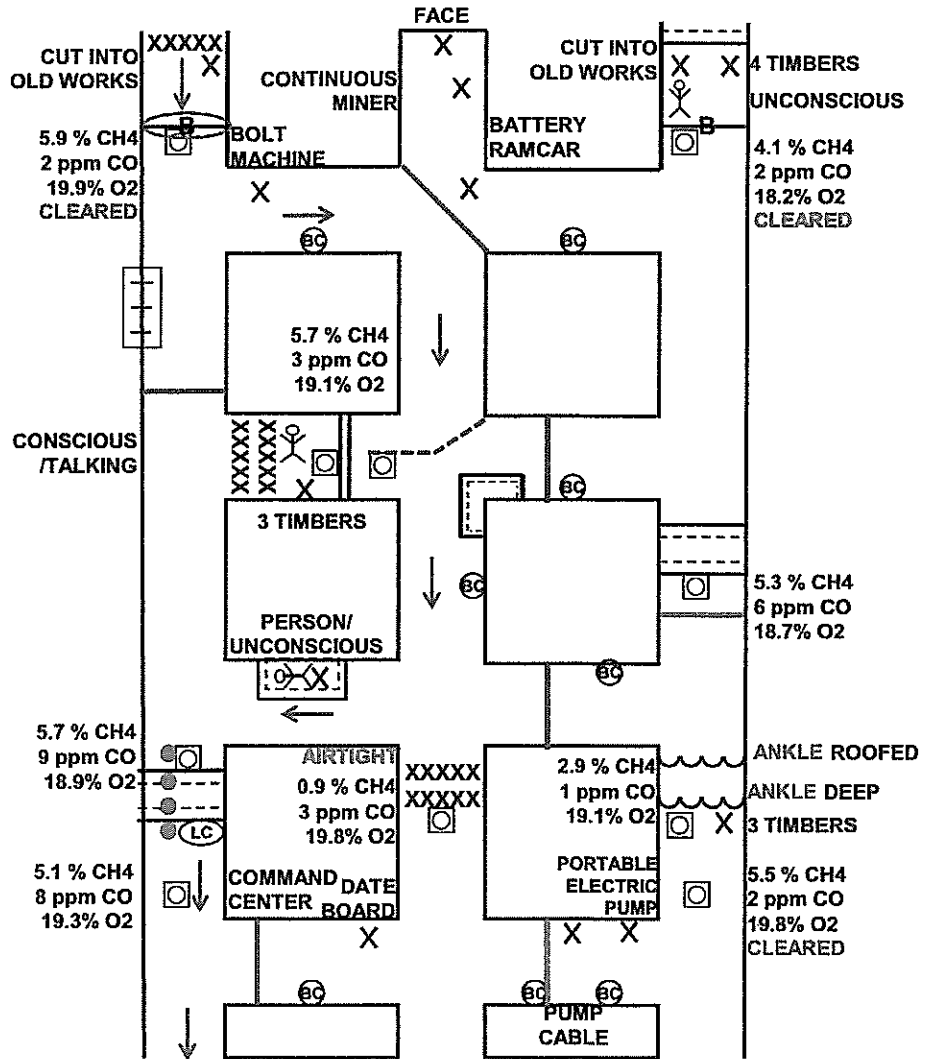 FACE
XXXXX
X
CUT INTO
OLD WORKS
B
5.9 % CH4
2 ppm CO
19.9% O2
CLEARED
BOLT
MACHINE
X
CONTINUOUS
MINER
X
X
X
BATTERY
RAMCAR
CUT INTO
OLD WORKS
X X
4 TIMBERS
UNCONSCIOUS
B
4.1 % CH4
2 ppm CO
18.2% O2
CLEARED
BC
BC
5.7 % CH4
3 ppm CO
19.1% O2
CONSCIOUS
/TALKING
XXXXX
XXXXX
X
3 TIMBERS
BC
BC
PERSON/
UNCONSCIOUS
X
5.3 % CH4
6 ppm CO
18.7% O2
BC
5.7 % CH4
9 ppm CO
18.9% O2
LC
AIRTIGHT
0.9 % CH4
3 ppm CO
19.8% O2
XXXXX
XXXXX
2.9 % CH4
1 ppm CO
19.1% O2
ANKLE ROOFED
ANKLE DEEP
X
3 TIMBERS
5.1 % CH4
8 ppm CO
19.3% O2
COMMAND
CENTER
DATE
BOARD
X
PORTABLE
ELECTRIC
PUMP
X X
5.5 % CH4
2 ppm CO
19.8% O2
CLEARED
BC
BC
BC
PUMP
CABLE